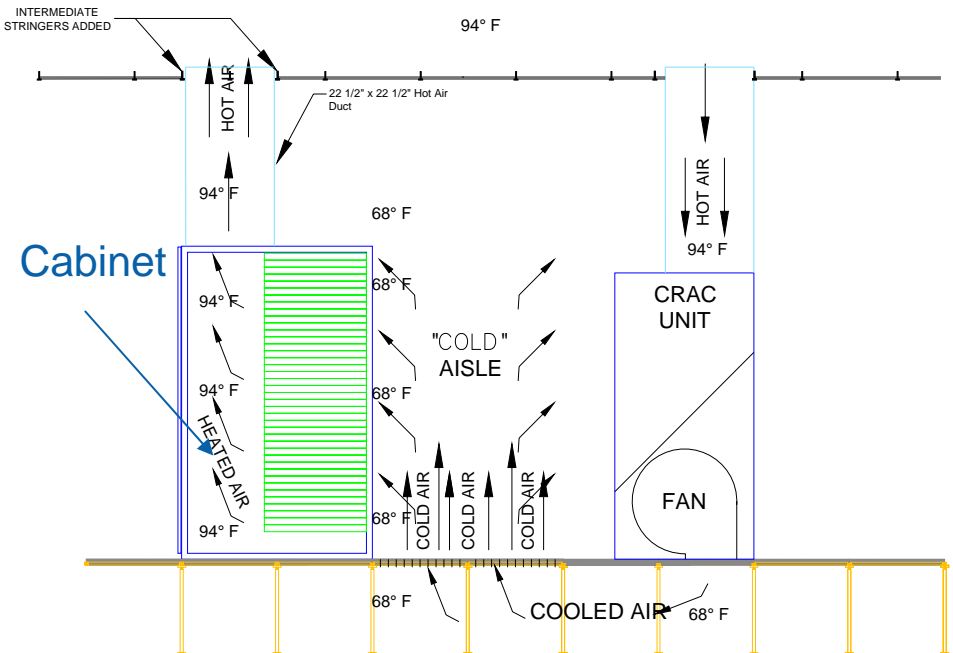 INTERMEDIATE
STRINGERS ADDED
94° F
HOT AIR
22 1/2" x 22 1/2" Hot Air
Duct
HOT AIR
94° F
68° F
94° F
Cabinet
68° F
94° F
CRAC
UNIT
"COLD"
AISLE
94° F
68° F
HEATED AIR
FAN
COLD AIR
COLD AIR
COLD AIR
94° F
68° F
68° F
COOLED AIR
68° F